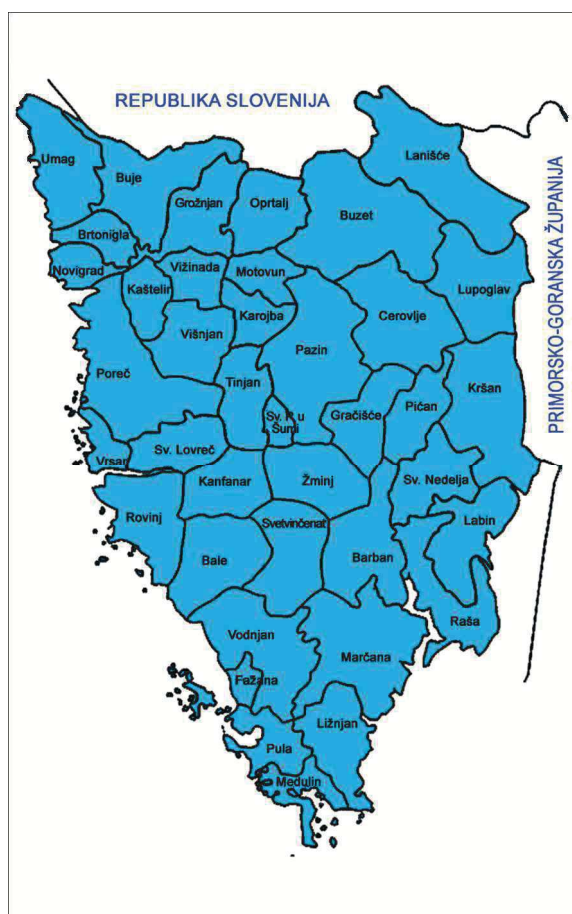 REPUBLIKA SLOVENIJA
PRIMORSKO-GORANSKA ŽUPANIJA
Lanišće
Umag
Buje
Grožnjan
Oprtalj
Buzet
Brtonigla
Novigrad
Vižinada
Motovun
Kaštelir
Lupoglav
Karojba
Cerovlje
Višnjan
Pazin
Poreč
Tinjan
Kršan
Sv. P. u
Šumi
Gračišće
Pićan
Sv. Lovreč
Vrsar
Kanfanar
Žminj
Sv. Nedelja
Rovinj
Svetvinčenat
Labin
Bale
Barban
Raša
Vodnjan
Marčana
Fažana
Ližnjan
Pula
Medulin